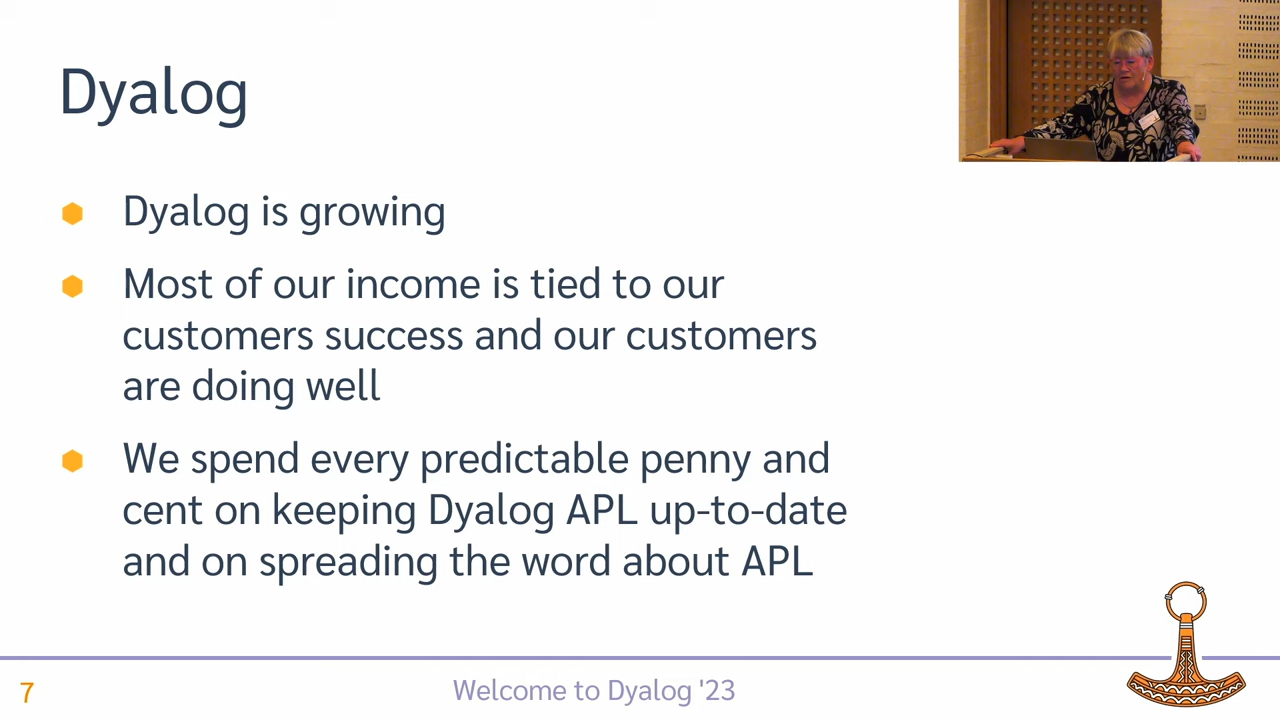 Dyalog
Dyalog is growing
Most of our income is tied to our
customers success and our customers
are doing well
We spend every predictable penny and
cent on keeping Dyalog APL up-to-date
and on spreading the word about APL
7
Welcome to Dyalog '23